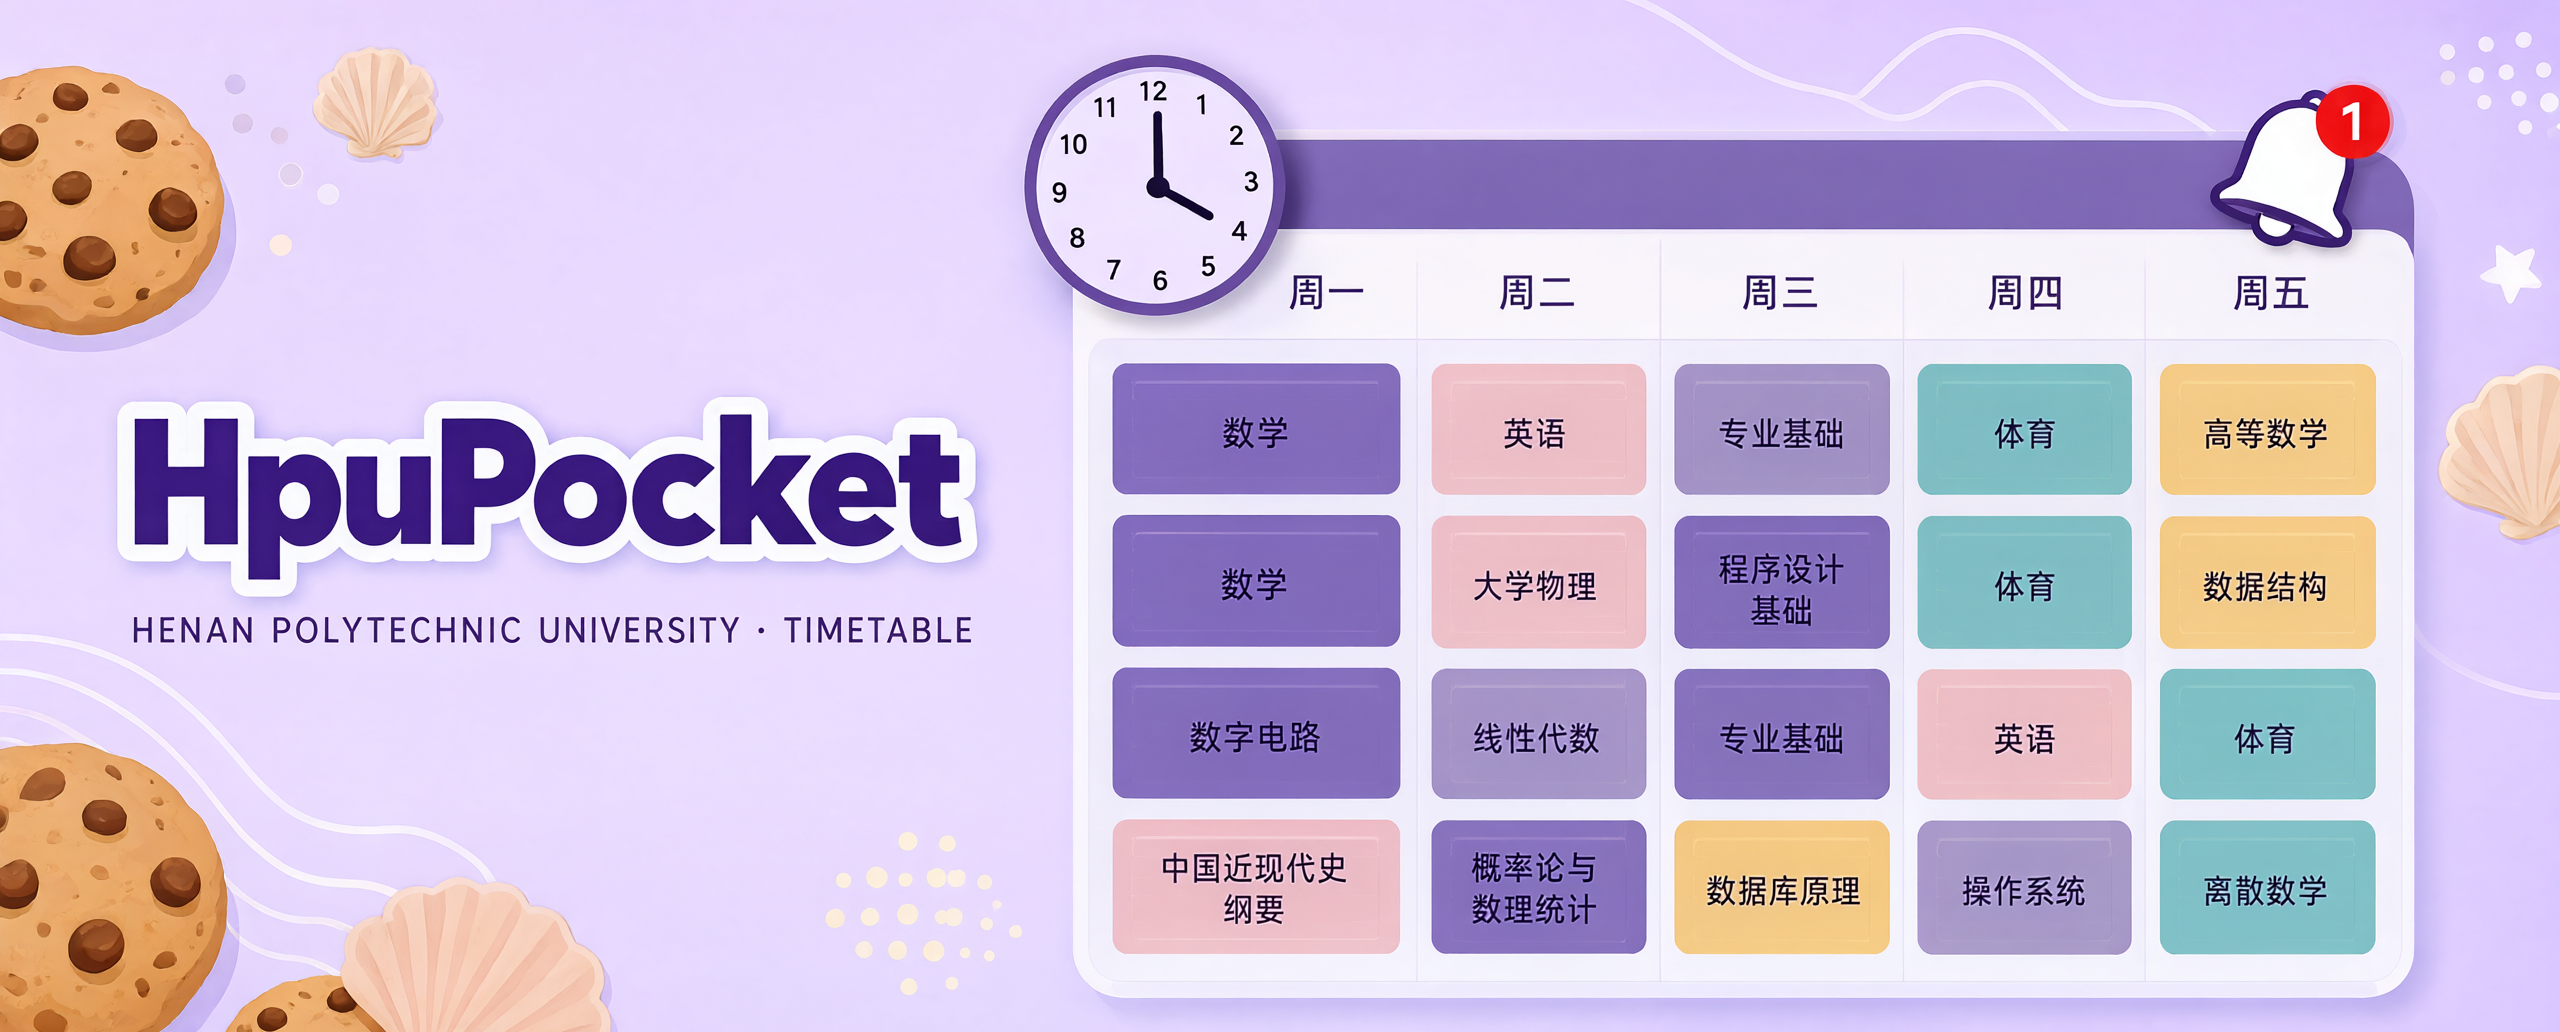 HpuPocket
HENAN POLYTECHNIC UNIVERSITY · TIMETABLE
12
1
2
3
4
5
6
7
8
9
10
11
1
周一 周二 周三 周四 周五
数学 英语 专业基础 体育 高等数学
数学 大学物理 程序设计
基础 体育 数据结构
数字电路 线性代数 专业基础 英语 体育
中国近现代史
纲要 概率论与
数理统计 数据库原理 操作系统 离散数学